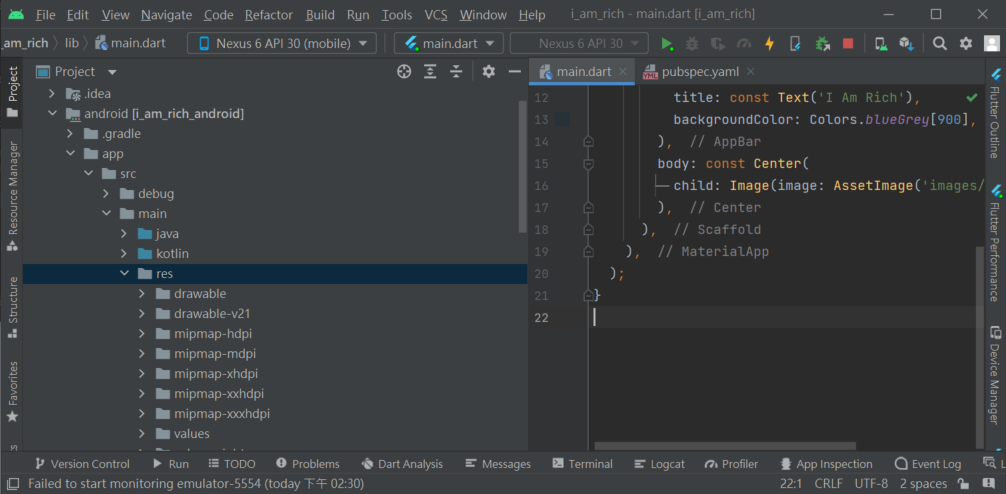 File Edit View Navigate Code Refactor Build Run Tools VCS Window Help i_am_rich - main.dart [i_am_rich]
_am_rich lib main.dart Nexus 6 API 30 (mobile) main.dart Nexus 6 API 30
Project
main.dart pubspec.yaml
.idea
android [i_am_rich_android]
.gradle
app
src
debug
main
java
kotlin
res
drawable
drawable-v21
mipmap-hdpi
mipmap-mdpi
mipmap-xhdpi
mipmap-xxhdpi
mipmap-xxxhdpi
values
12 title: const Text('I Am Rich'),
13 backgroundColor: Colors.blueGrey[900],
14 ), // AppBar
15 body: const Center(
16 child: Image(image: AssetImage('images/
17 ), // Center
18 ), // Scaffold
19 ), // MaterialApp
20 );
21 }
22
Project
Resource Manager
Structure
Favorites
Flutter Outline
Flutter Performance
Device Manager
Version Control Run TODO Problems Dart Analysis Messages Terminal Logcat Profiler App Inspection Event Log L
Failed to start monitoring emulator-5554 (today 下午 02:30) 22:1 CRLF UTF-8 2 spaces